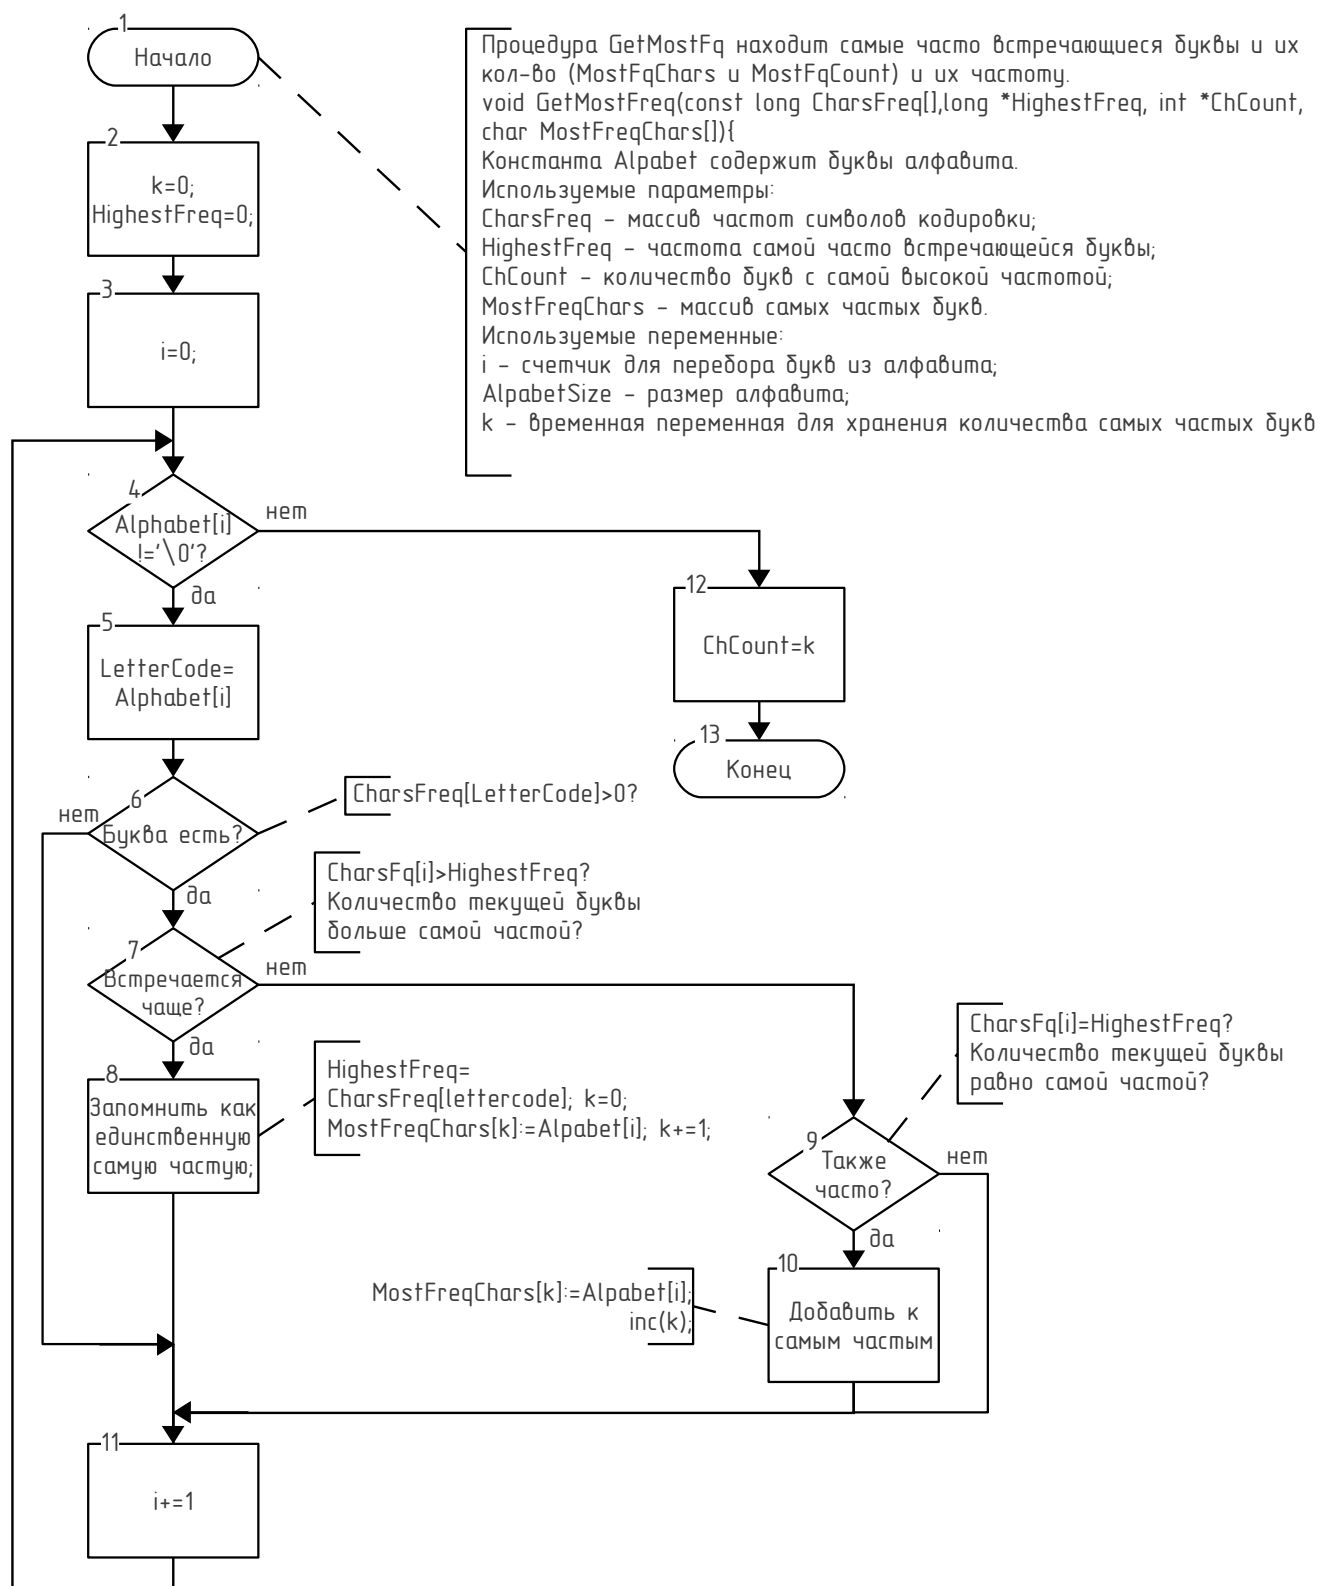 1
Начало
Процедура GetMostFq находит самые часто встречающиеся буквы и их
кол-во (MostFqChars и MostFqCount) и их частоту.
void GetMostFreq(const long CharsFreq[],long *HighestFreq, int *ChCount,
char MostFreqChars[]){
Константа Alpabet содержит буквы алфавита.
Используемые параметры:
CharsFreq – массив частот символов кодировки;
HighestFreq – частота самой часто встречающейся буквы;
ChCount – количество букв с самой высокой частотой;
MostFreqChars – массив самых частых букв.
Используемые переменные:
i – счетчик для перебора букв из алфавита;
AlpabetSize – размер алфавита;
k – временная переменная для хранения количества самых частых букв
2
k=0;
HighestFreq=0;
3
i=0;
4
Alphabet[i]
!='\0'?
нет
да
5
LetterCode=
Alphabet[i]
12
ChCount=k
13
Конец
6
Буква есть?
нет
да
CharsFreq[LetterCode]>0?
CharsFq[i]>HighestFreq?
Количество текущей буквы
больше самой частой?
7
Встречается
чаще?
нет
да
8
Запомнить как
единственную
самую частую;
HighestFreq=
CharsFreq[lettercode]; k=0;
MostFreqChars[k]:=Alpabet[i]; k+=1;
CharsFq[i]=HighestFreq?
Количество текущей буквы
равно самой частой?
9
Также
часто?
нет
да
10
Добавить к
самым частым
MostFreqChars[k]:=Alpabet[i];
inc(k);
11
i+=1